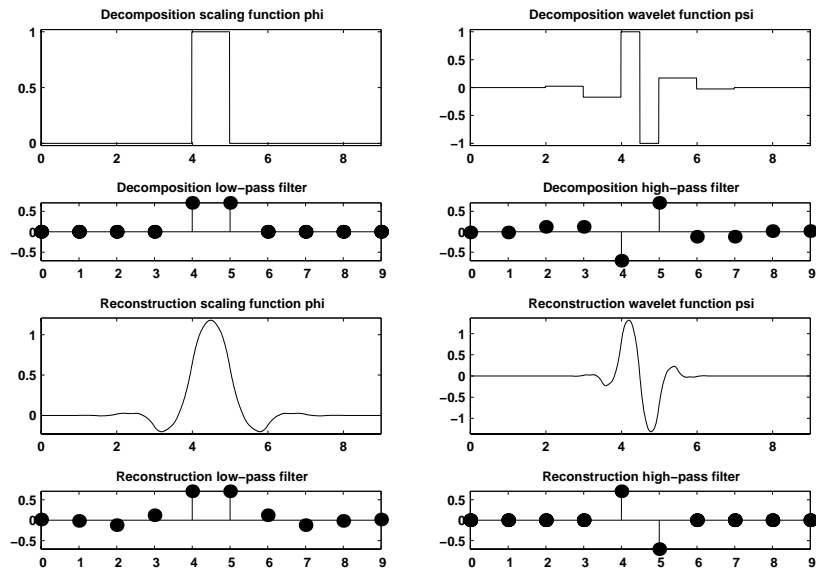 Decomposition scaling function phi
1
0.5
0
0 2 4 6 8
Decomposition wavelet function psi
1
0.5
0
−0.5
−1
0 2 4 6 8
Decomposition low−pass filter
0.5
0
−0.5
0 1 2 3 4 5 6 7 8 9
Decomposition high−pass filter
0.5
0
−0.5
0 1 2 3 4 5 6 7 8 9
Reconstruction scaling function phi
1
0.5
0
0 2 4 6 8
Reconstruction wavelet function psi
1
0.5
0
−0.5
−1
0 2 4 6 8
Reconstruction low−pass filter
0.5
0
−0.5
0 1 2 3 4 5 6 7 8 9
Reconstruction high−pass filter
0.5
0
−0.5
0 1 2 3 4 5 6 7 8 9